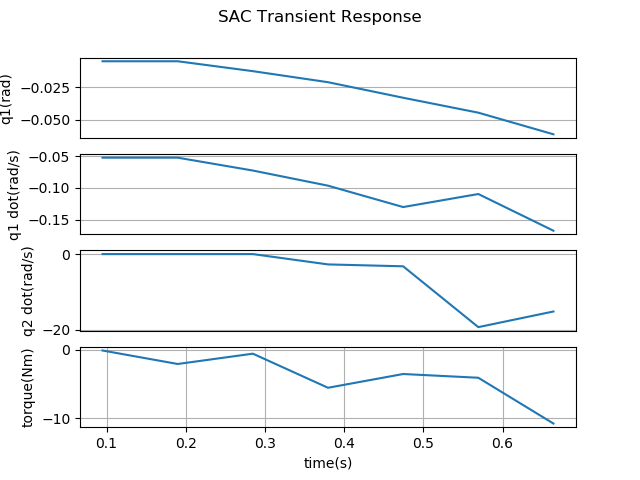 SAC Transient Response
q1(rad)
−0.025
−0.050
q1 dot(rad/s)
−0.05
−0.10
−0.15
q2 dot(rad/s)
0
−20
torque(Nm)
0
−10
0.1 0.2 0.3 0.4 0.5 0.6
time(s)